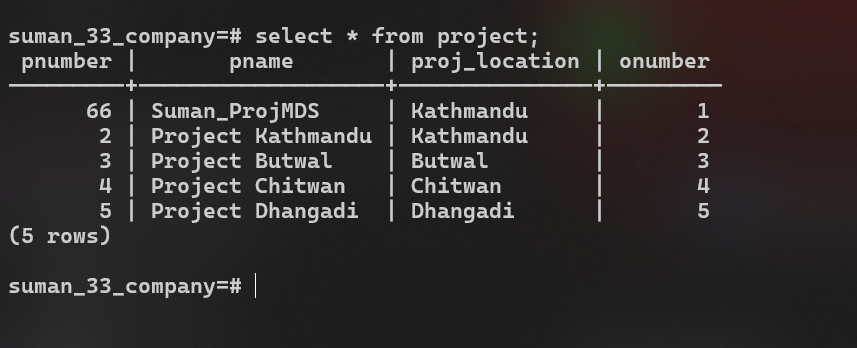 suman_33_company=# select * from project;
 pnumber |       pname       | proj_location | onumber
---------+-------------------+---------------+---------
      66 | Suman_ProjMDS     | Kathmandu     |       1
       2 | Project Kathmandu | Kathmandu     |       2
       3 | Project Butwal    | Butwal        |       3
       4 | Project Chitwan   | Chitwan       |       4
       5 | Project Dhangadi  | Dhangadi      |       5
(5 rows)
suman_33_company=#